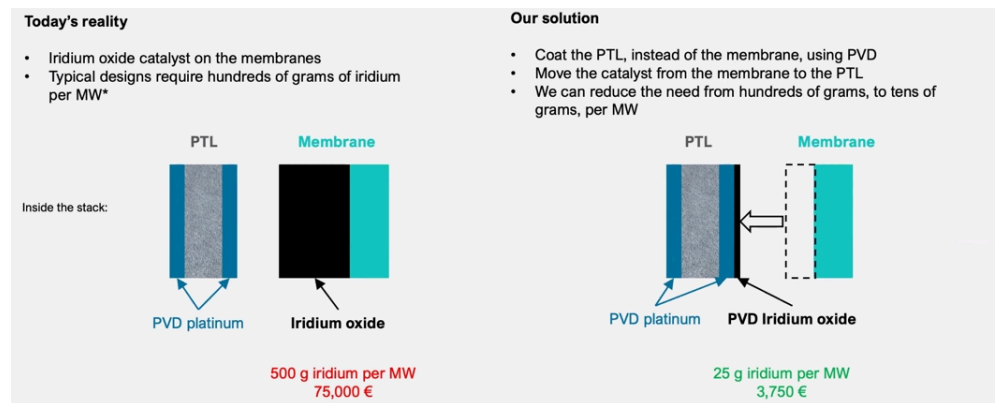 Today's reality
• Iridium oxide catalyst on the membranes
• Typical designs require hundreds of grams of iridium
per MW*
PTL
Membrane
Inside the stack:
PVD platinum
Iridium oxide
500 g iridium per MW
75,000 €
Our solution
• Coat the PTL, instead of the membrane, using PVD
• Move the catalyst from the membrane to the PTL
• We can reduce the need from hundreds of grams, to tens of
grams, per MW
PTL
Membrane
PVD platinum
PVD Iridium oxide
25 g iridium per MW
3,750 €